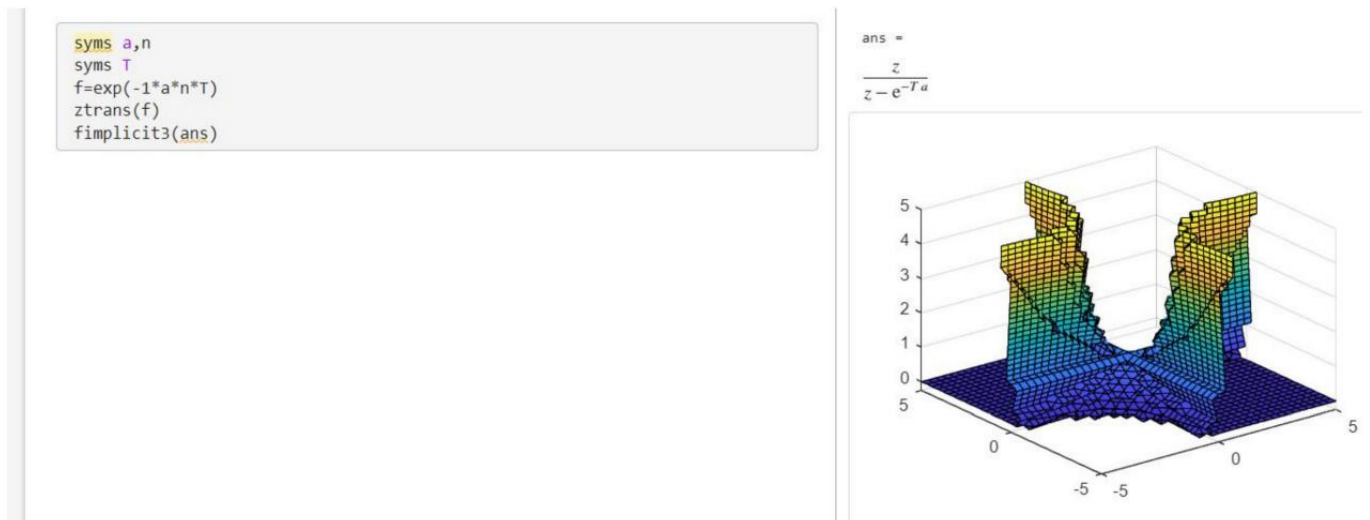 syms a,n
syms T
f=exp(-1*a*n*T)
ztrans(f)
fimplicit3(ans)
ans =
z
z − e^{−T a}
5
4
3
2
1
0
5
0
-5
-5
0
5